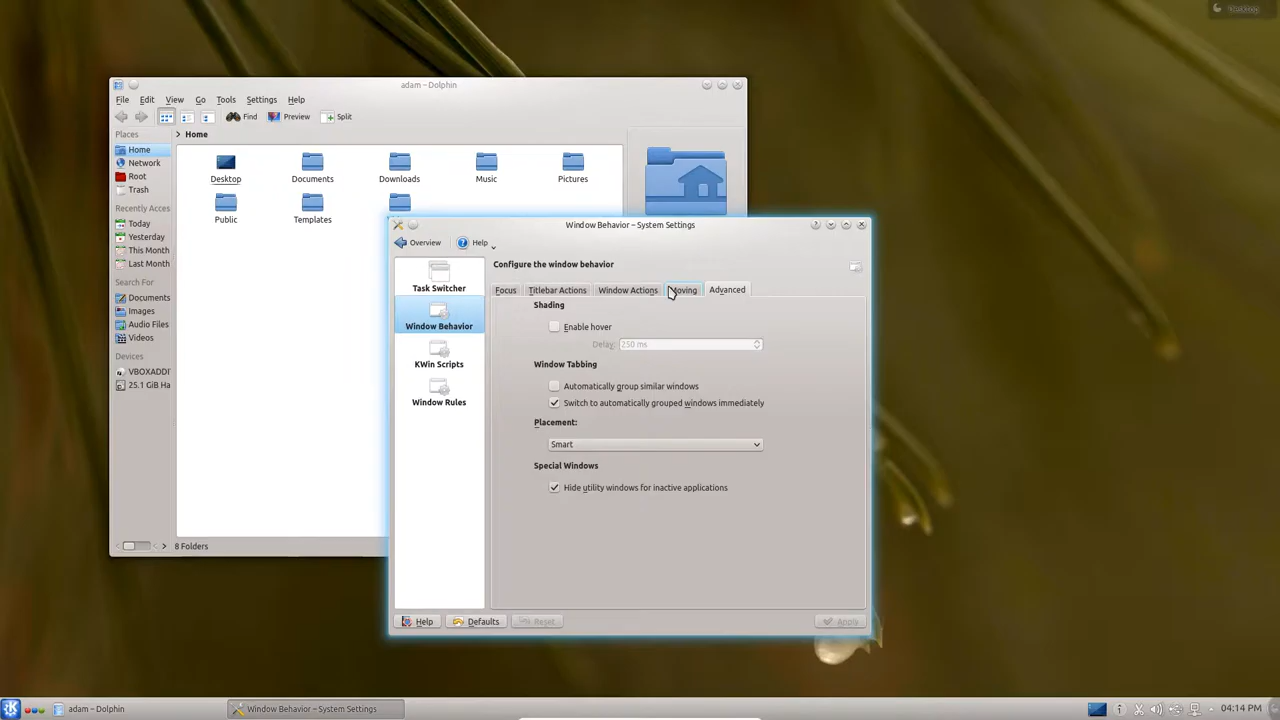 Desktop
adam – Dolphin
File Edit View Go Tools Settings Help
Find Preview Split
Places
Home
Network
Root
Trash
Recently Acces
Today
Yesterday
This Month
Last Month
Search For
Documents
Images
Audio Files
Videos
Devices
VBOXADDI
25.1 GiB Ha
Home
Desktop Documents Downloads Music Pictures
Public Templates
8 Folders
Window Behavior – System Settings
Overview Help
Task Switcher
Window Behavior
KWin Scripts
Window Rules
Configure the window behavior
Focus Titlebar Actions Window Actions Moving Advanced
Shading
Enable hover
Delay: 250 ms
Window Tabbing
Automatically group similar windows
Switch to automatically grouped windows immediately
Placement:
Smart
Special Windows
Hide utility windows for inactive applications
Help Defaults Reset Apply
adam – Dolphin Window Behavior – System Settings 04:14 PM